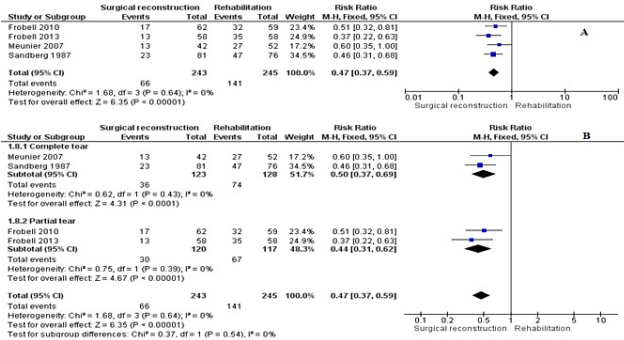 Surgical reconstruction Rehabilitation Risk Ratio Risk Ratio
Study or Subgroup Events Total Events Total Weight M-H, Fixed, 95% CI M-H, Fixed, 95% CI
Frobell 2010 17 62 32 59 23.4% 0.51 [0.32, 0.81]
Frobell 2013 13 58 35 58 24.9% 0.37 [0.22, 0.63]
Meunier 2007 13 42 27 52 17.2% 0.60 [0.35, 1.00]
Sandberg 1987 23 81 47 76 34.5% 0.46 [0.31, 0.68]
A
Total (95% CI) 243 245 100.0% 0.47 [0.37, 0.59]
Total events 66 141
Heterogeneity: Chi² = 1.68, df = 3 (P = 0.64); I² = 0%
Test for overall effect: Z = 6.35 (P < 0.00001)
0.01 0.1 1 10 100
Surgical reconstruction Rehabilitation
Surgical reconstruction Rehabilitation Risk Ratio Risk Ratio
Study or Subgroup Events Total Events Total Weight M-H, Fixed, 95% CI M-H, Fixed, 95% CI
B
1.8.1 Complete tear
Meunier 2007 13 42 27 52 17.2% 0.60 [0.35, 1.00]
Sandberg 1987 23 81 47 76 34.5% 0.46 [0.31, 0.68]
Subtotal (95% CI) 123 128 51.7% 0.50 [0.37, 0.69]
Total events 36 74
Heterogeneity: Chi² = 0.62, df = 1 (P = 0.43); I² = 0%
Test for overall effect: Z = 4.31 (P < 0.0001)
1.8.2 Partial tear
Frobell 2010 17 62 32 59 23.4% 0.51 [0.32, 0.81]
Frobell 2013 13 58 35 58 24.9% 0.37 [0.22, 0.63]
Subtotal (95% CI) 120 117 48.3% 0.44 [0.31, 0.62]
Total events 30 67
Heterogeneity: Chi² = 0.75, df = 1 (P = 0.39); I² = 0%
Test for overall effect: Z = 4.67 (P < 0.00001)
Total (95% CI) 243 245 100.0% 0.47 [0.37, 0.59]
Total events 66 141
Heterogeneity: Chi² = 1.68, df = 3 (P = 0.64); I² = 0%
Test for overall effect: Z = 6.35 (P < 0.00001)
Test for subgroup differences: Chi² = 0.37, df = 1 (P = 0.54), I² = 0%
0.1 0.2 0.5 1 2 5 10
Surgical reconstruction Rehabilitation